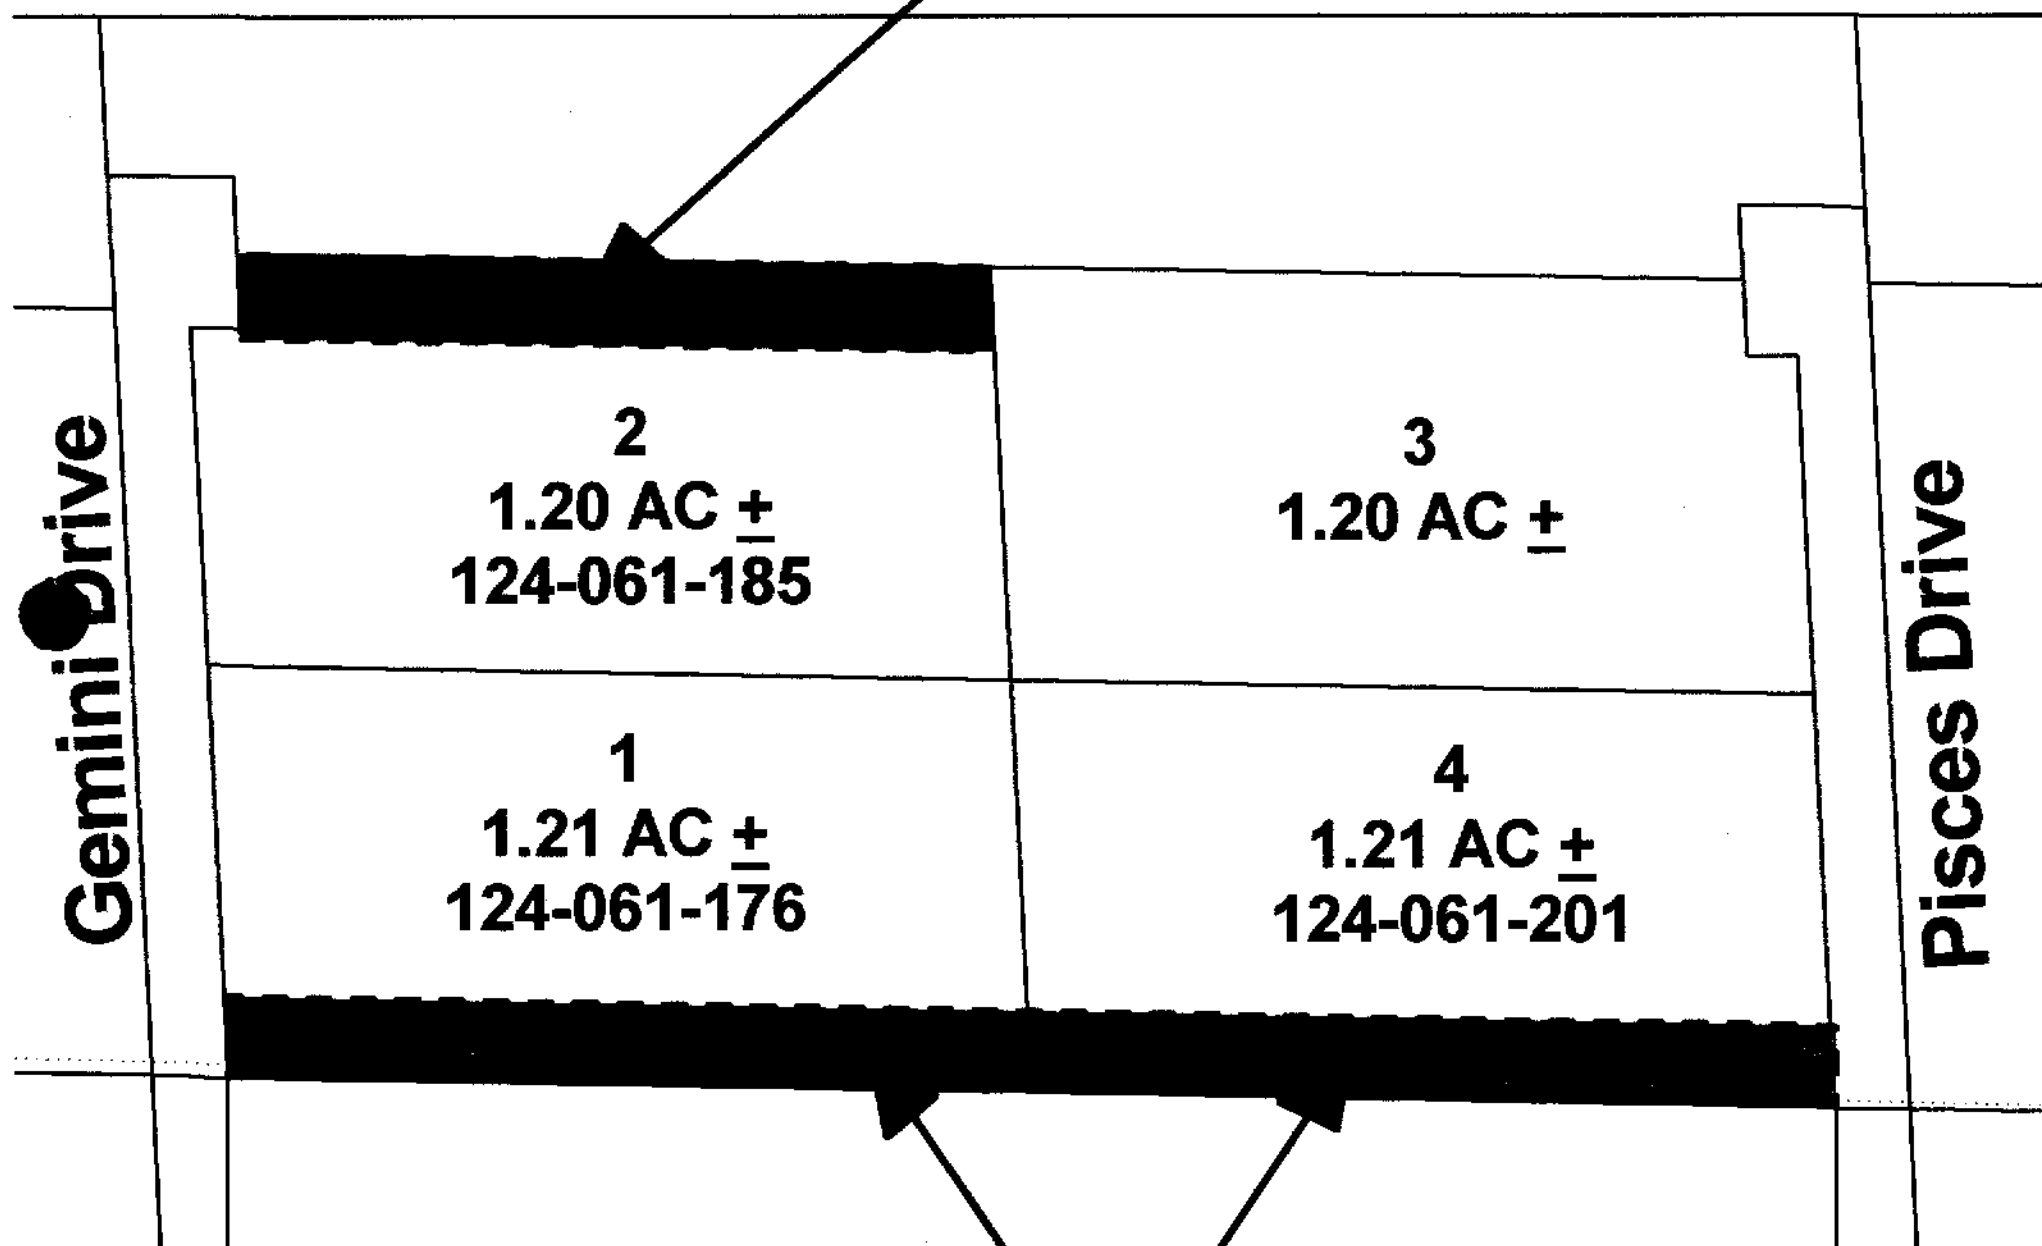 2
1.20 AC ±
124-061-185
3
1.20 AC ±
1
1.21 AC ±
124-061-176
4
1.21 AC ±
124-061-201
Gemini Drive
Pisces Drive